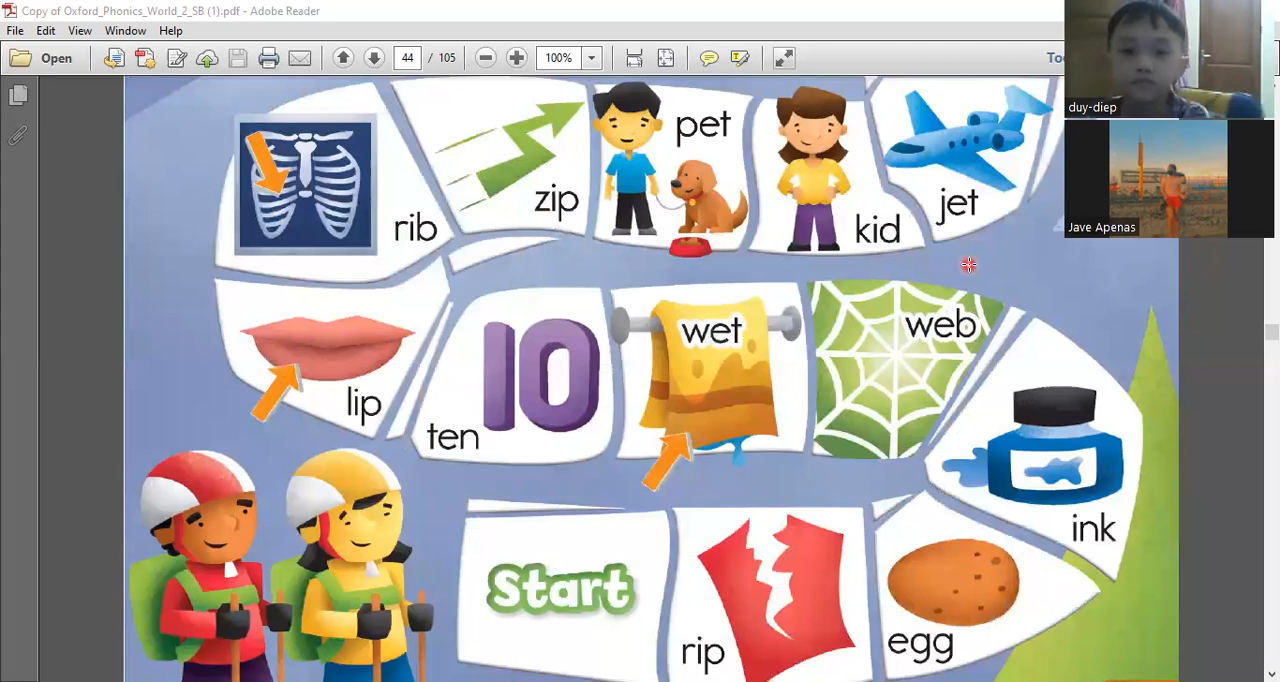 Copy of Oxford_Phonics_World_2_SB (1).pdf - Adobe Reader
File Edit View Window Help
Open 44 / 105 100%
duy-diep
Jave Apenas
rib
zip
pet
kid
jet
lip
ten
10
wet
web
ink
Start
rip
egg